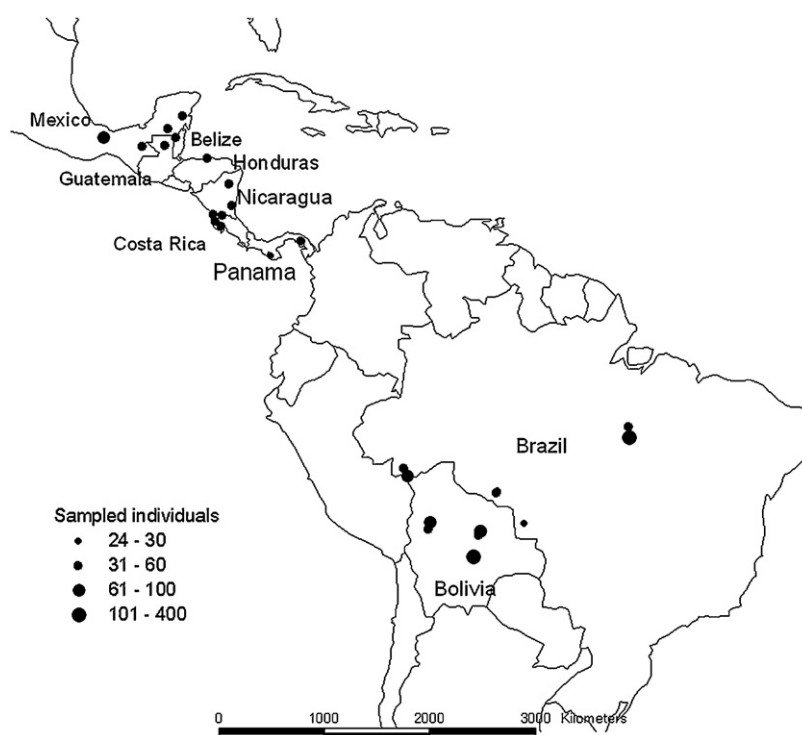 Mexico
Belize
Honduras
Guatemala
Nicaragua
Costa Rica
Panama
Brazil
Bolivia
Sampled individuals
24 - 30
31 - 60
61 - 100
101 - 400
0 1000 2000 3000 Kilometers